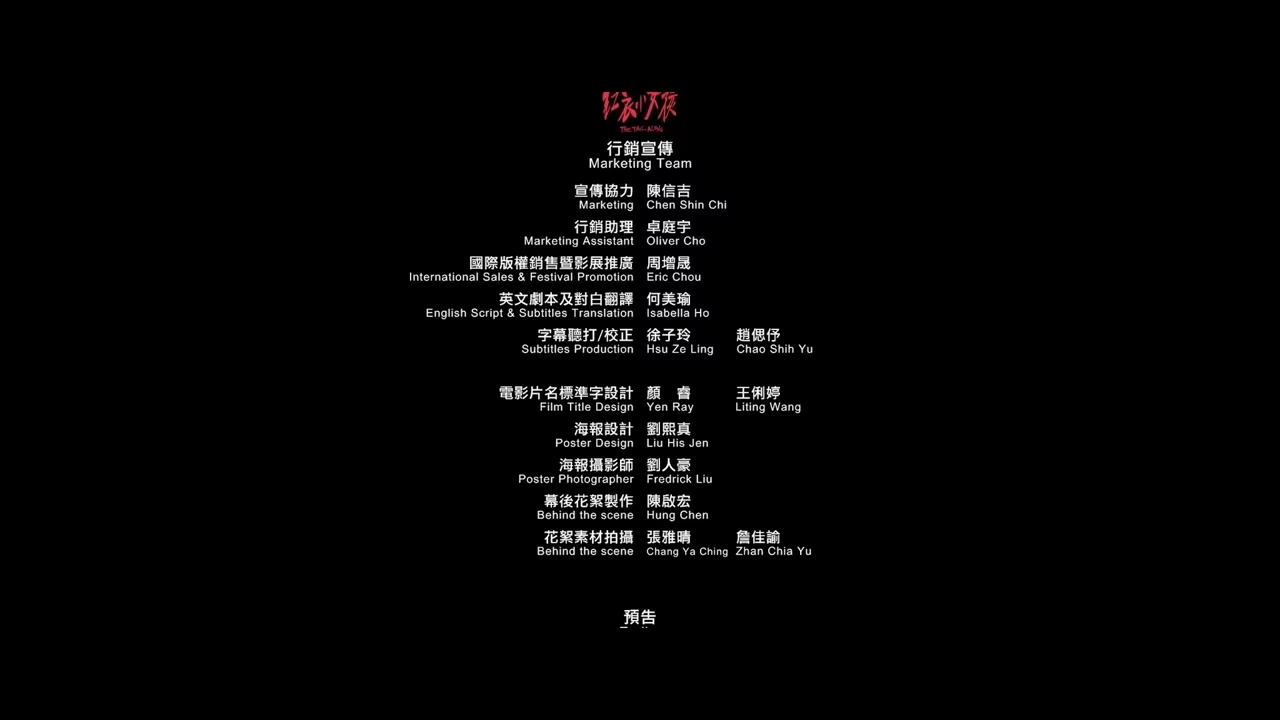 紅衣小女孩
THE TAG-ALONG
行銷宣傳
Marketing Team
宣傳協力 陳信吉
Marketing Chen Shin Chi
行銷助理 卓庭宇
Marketing Assistant Oliver Cho
國際版權銷售暨影展推廣 周增晟
International Sales & Festival Promotion Eric Chou
英文劇本及對白翻譯 何美瑜
English Script & Subtitles Translation Isabella Ho
字幕聽打/校正 徐子玲 趙偲伃
Subtitles Production Hsu Ze Ling Chao Shih Yu
電影片名標準字設計 顏 睿 王俐婷
Film Title Design Yen Ray Liting Wang
海報設計 劉熙真
Poster Design Liu His Jen
海報攝影師 劉人豪
Poster Photographer Fredrick Liu
幕後花絮製作 陳啟宏
Behind the scene Hung Chen
花絮素材拍攝 張雅晴 詹佳諭
Behind the scene Chang Ya Ching Zhan Chia Yu
預告